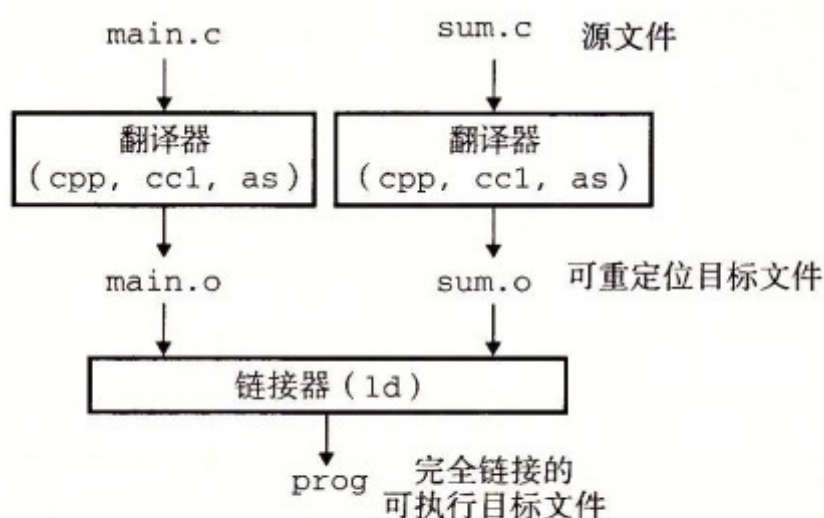 main.c
sum.c
源文件
翻译器
(cpp, cc1, as)
翻译器
(cpp, cc1, as)
main.o
sum.o
可重定位目标文件
链接器(ld)
prog
完全链接的
可执行目标文件